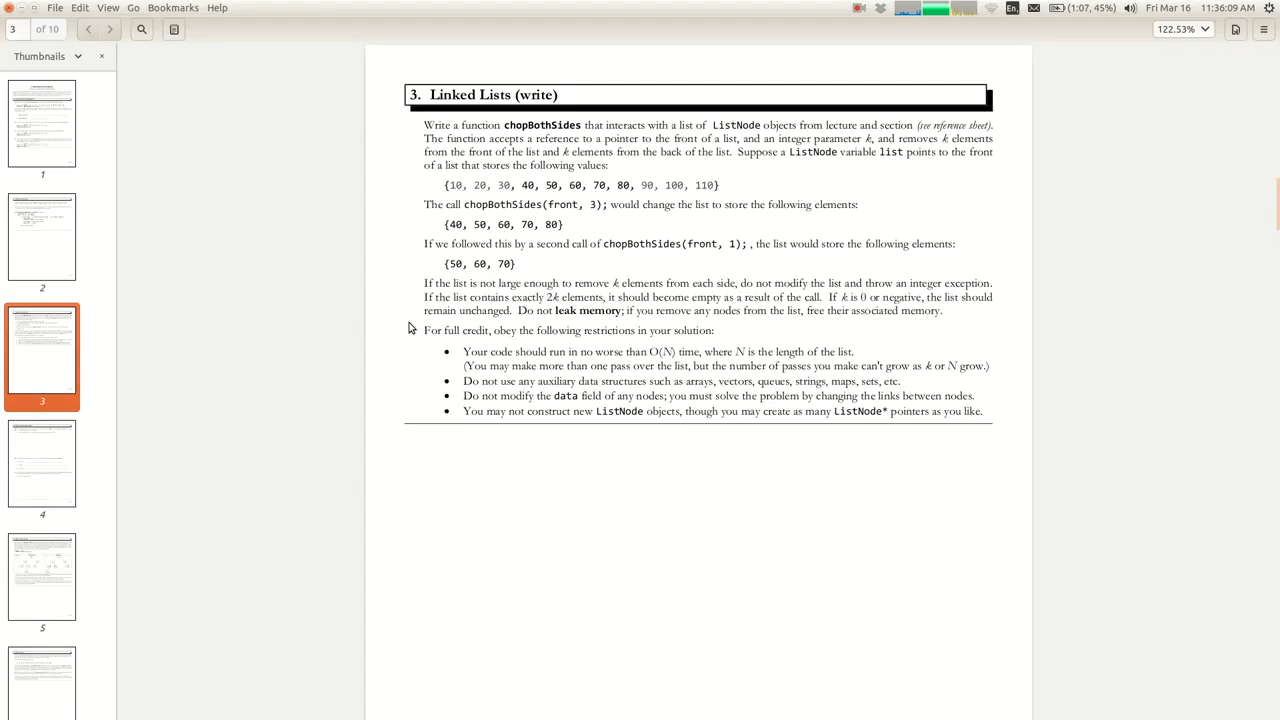 File Edit View Go Bookmarks Help
En
(1:07, 45%)
Fri Mar 16
11:36:09 AM
3
of 10
122.53%
Thumbnails
1
2
3
4
5
3. Linked Lists (write)
Write a function chopBothSides that interacts with a list of ListNode objects from lecture and section (see reference sheet).
The function accepts a reference to a pointer to the front of a list, and an integer parameter k, and removes k elements
from the front of the list and k elements from the back of the list. Suppose a ListNode variable list points to the front
of a list that stores the following values:
{10, 20, 30, 40, 50, 60, 70, 80, 90, 100, 110}
The call chopBothSides(front, 3); would change the list to store the following elements:
{40, 50, 60, 70, 80}
If we followed this by a second call of chopBothSides(front, 1); , the list would store the following elements:
{50, 60, 70}
If the list is not large enough to remove k elements from each side, do not modify the list and throw an integer exception.
If the list contains exactly 2k elements, it should become empty as a result of the call. If k is 0 or negative, the list should
remain unchanged. Do not leak memory; if you remove any nodes from the list, free their associated memory.
For full credit, obey the following restrictions in your solution:
• Your code should run in no worse than O(N) time, where N is the length of the list.
(You may make more than one pass over the list, but the number of passes you make can't grow as k or N grow.)
• Do not use any auxiliary data structures such as arrays, vectors, queues, strings, maps, sets, etc.
• Do not modify the data field of any nodes; you must solve the problem by changing the links between nodes.
• You may not construct new ListNode objects, though you may create as many ListNode* pointers as you like.